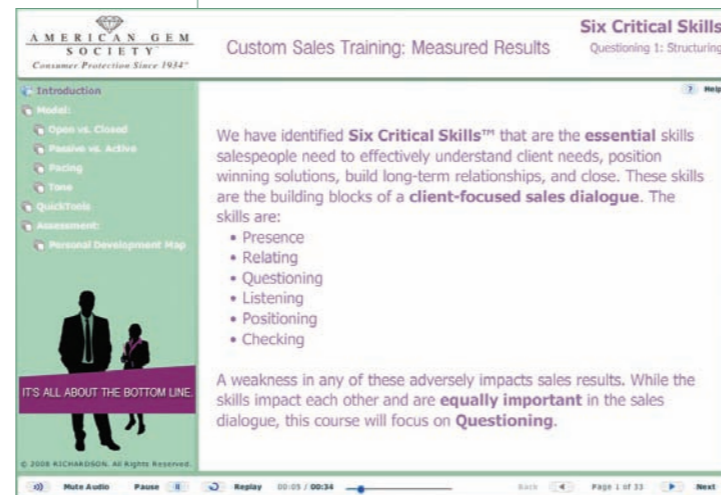 AMERICAN GEM
SOCIETY
Consumer Protection Since 1934
Custom Sales Training: Measured Results
Six Critical Skills
Questioning 1: Structuring
? Help
Introduction
Model:
Open vs. Closed
Passive vs. Active
Pacing
Tone
QuickTools
Assessment:
Personal Development Map
We have identified Six Critical Skills™ that are the essential skills
salespeople need to effectively understand client needs, position
winning solutions, build long-term relationships, and close. These skills
are the building blocks of a client-focused sales dialogue. The
skills are:
• Presence
• Relating
• Questioning
• Listening
• Positioning
• Checking
A weakness in any of these adversely impacts sales results. While the
skills impact each other and are equally important in the sales
dialogue, this course will focus on Questioning.
IT'S ALL ABOUT THE BOTTOM LINE.
© 2008 RICHARDSON. All Rights Reserved.
Mute Audio Pause Replay 00:05 / 00:34 Back Page 1 of 33 Next